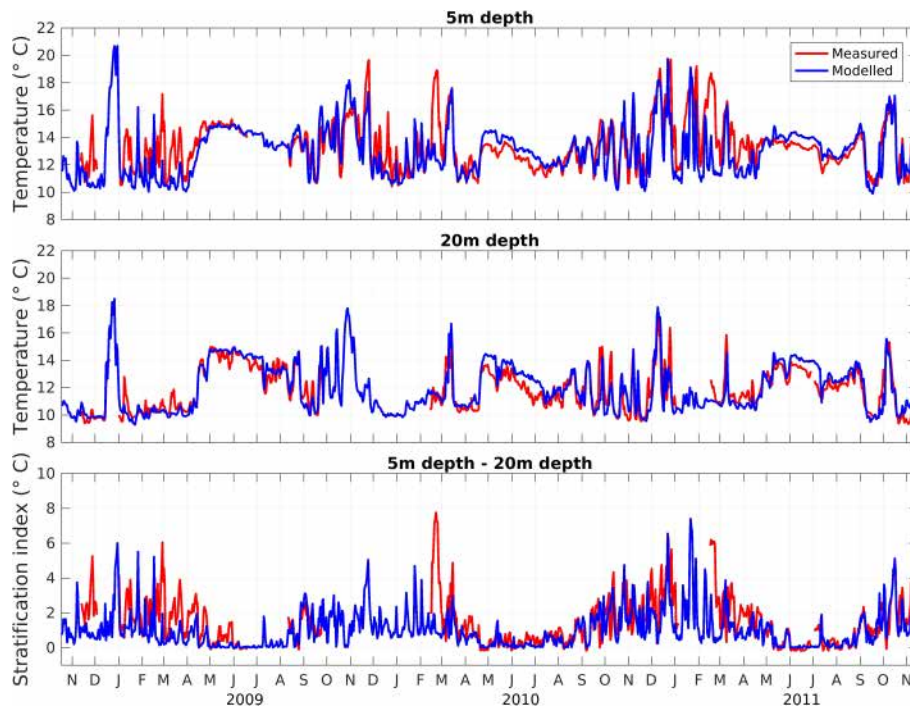 5m depth
Temperature (° C)
22
20
18
16
14
12
10
8
Measured
Modelled
20m depth
Temperature (° C)
22
20
18
16
14
12
10
8
5m depth - 20m depth
Stratification index (° C)
10
8
6
4
2
0
N D J F M A M J J A S O N D J F M A M J J A S O N D J F M A M J J A S O N
2009 2010 2011